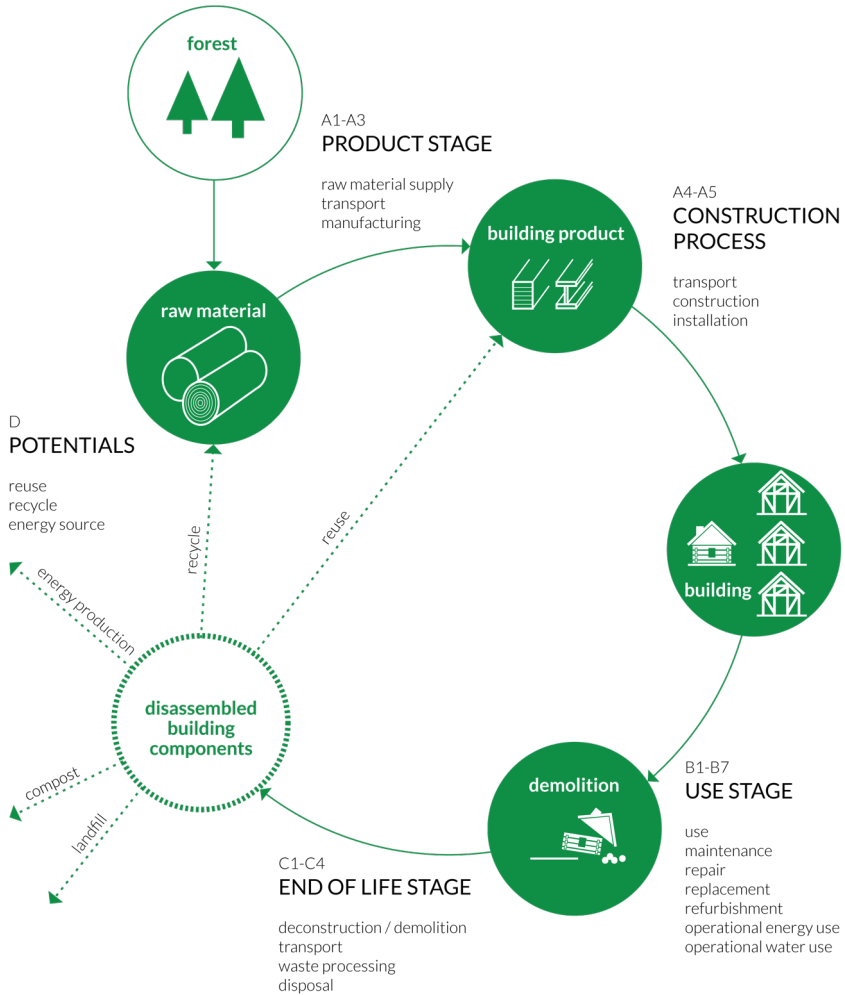 forest
A1-A3
PRODUCT STAGE
raw material supply
transport
manufacturing
building product
A4-A5
CONSTRUCTION
PROCESS
transport
construction
installation
raw material
D
POTENTIALS
reuse
recycle
energy source
recycle
reuse
energy production
building
disassembled
building
components
compost
landfill
demolition
B1-B7
USE STAGE
use
maintenance
repair
replacement
refurbishment
operational energy use
operational water use
C1-C4
END OF LIFE STAGE
deconstruction / demolition
transport
waste processing
disposal